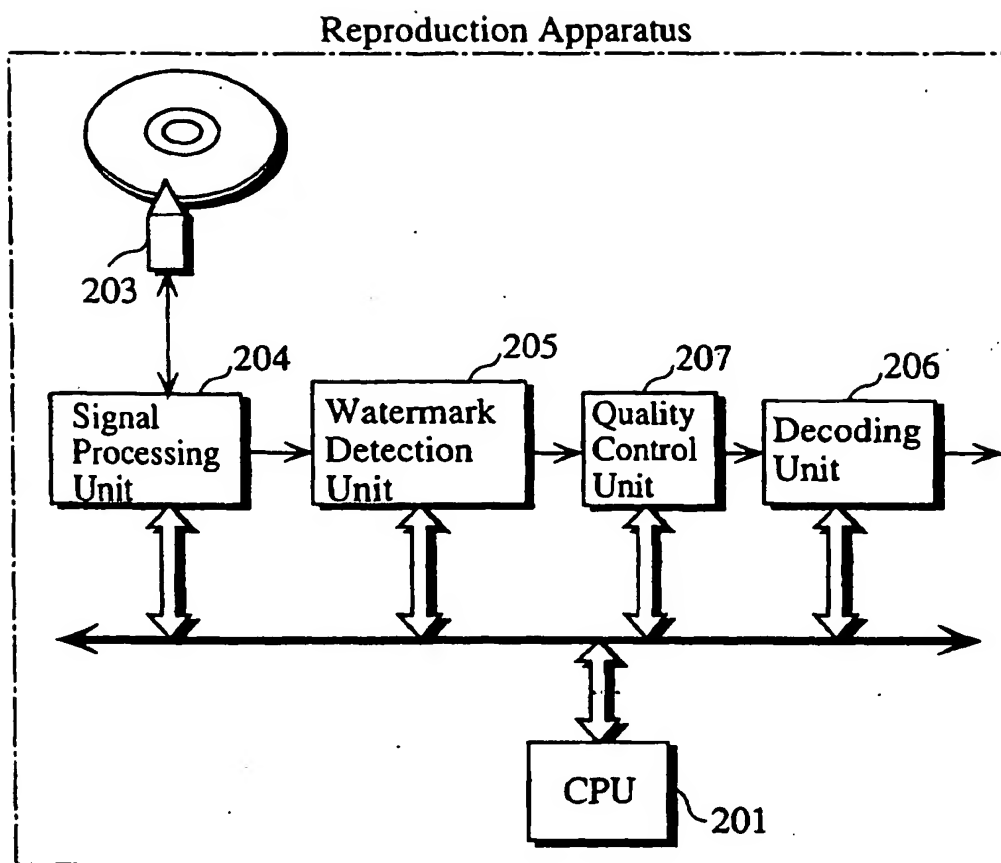 Reproduction Apparatus
203
204
205
207
206
Signal
Processing
Unit
Watermark
Detection
Unit
Quality
Control
Unit
Decoding
Unit
CPU
201